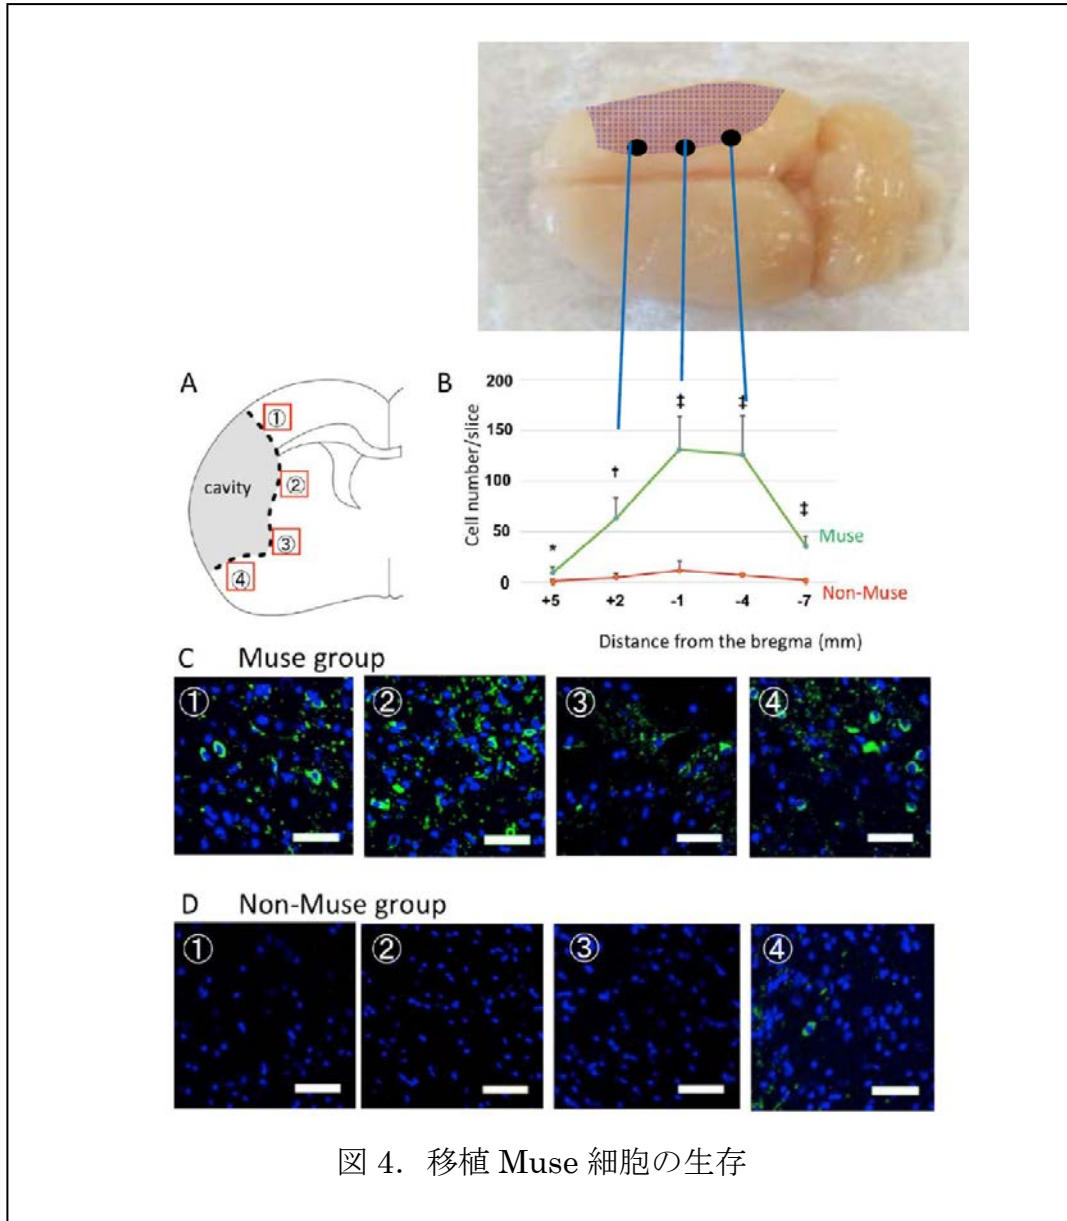 A
①
②
③
④
cavity
B
Cell number/slice
200
150
100
50
0
*
†
‡
‡
‡
Muse
Non-Muse
+5 +2 -1 -4 -7
Distance from the bregma (mm)
C Muse group
① ② ③ ④
D Non-Muse group
① ② ③ ④
図 4. 移植 Muse 細胞の生存